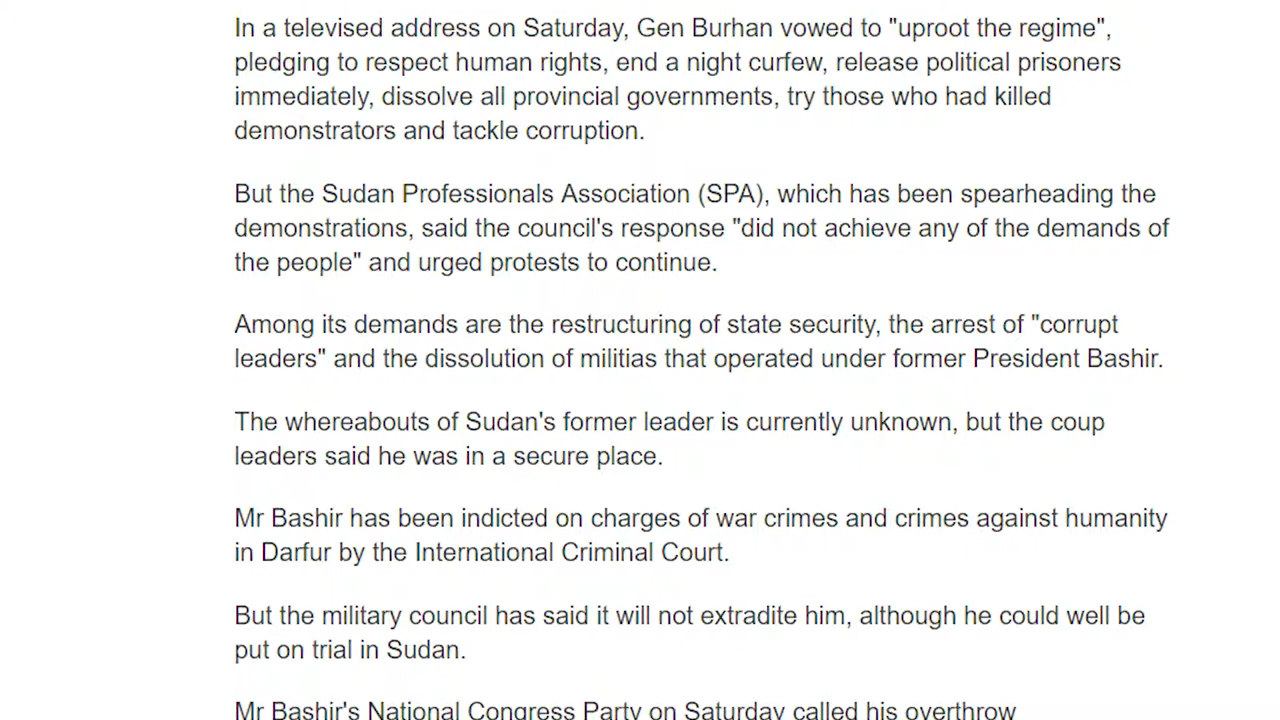 In a televised address on Saturday, Gen Burhan vowed to "uproot the regime",
pledging to respect human rights, end a night curfew, release political prisoners
immediately, dissolve all provincial governments, try those who had killed
demonstrators and tackle corruption.
But the Sudan Professionals Association (SPA), which has been spearheading the
demonstrations, said the council's response "did not achieve any of the demands of
the people" and urged protests to continue.
Among its demands are the restructuring of state security, the arrest of "corrupt
leaders" and the dissolution of militias that operated under former President Bashir.
The whereabouts of Sudan's former leader is currently unknown, but the coup
leaders said he was in a secure place.
Mr Bashir has been indicted on charges of war crimes and crimes against humanity
in Darfur by the International Criminal Court.
But the military council has said it will not extradite him, although he could well be
put on trial in Sudan.
Mr Bashir's National Congress Party on Saturday called his overthrow